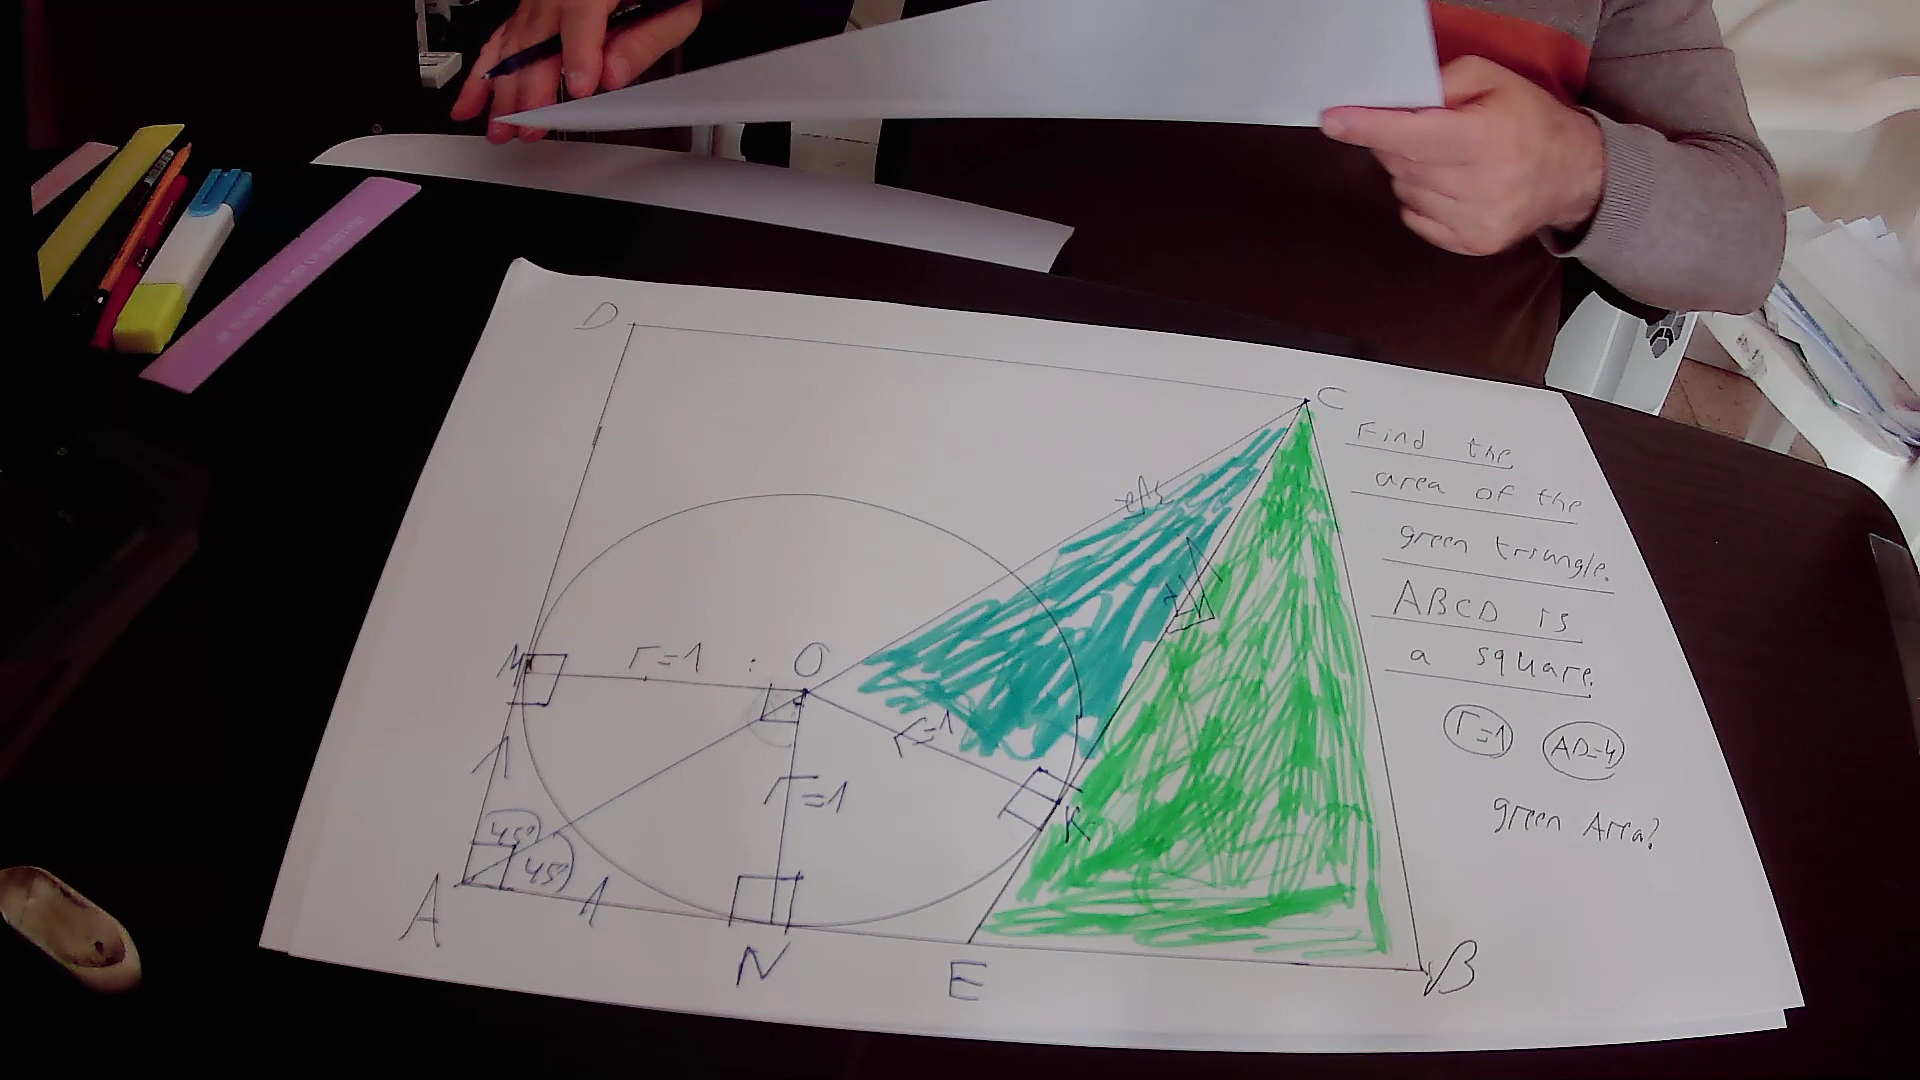 D
C
Find the
area of the
green triangle.
ABCD is
a square.
r=1 AD=4
green Area?
M
r=1
O
r=1
r=1
K
1
45°
45°
1
A
N
E
B